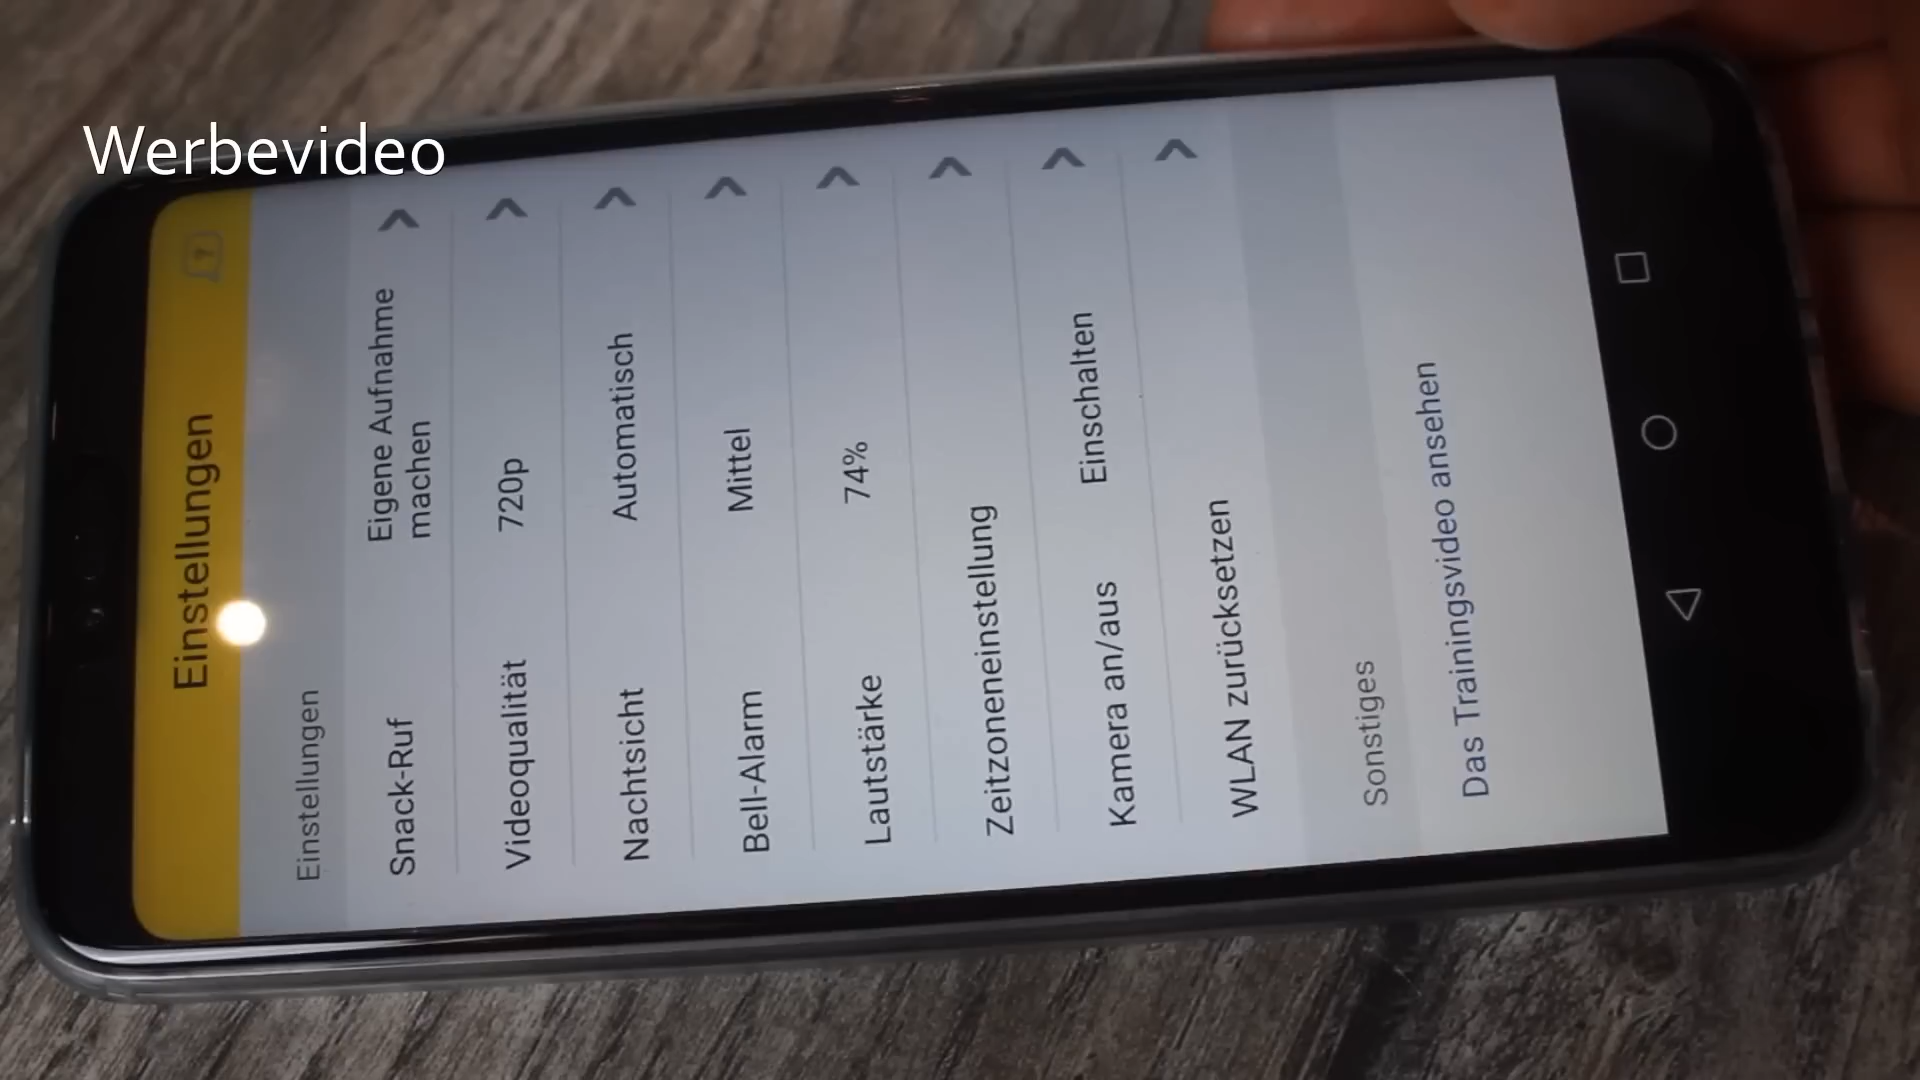 Werbevideo
Einstellungen
Einstellungen
Snack-Ruf Eigene Aufnahme
machen
Videoqualität 720p
Nachtsicht Automatisch
Bell-Alarm Mittel
Lautstärke 74%
Zeitzoneneinstellung
Kamera an/aus Einschalten
WLAN zurücksetzen
Sonstiges
Das Trainingsvideo ansehen